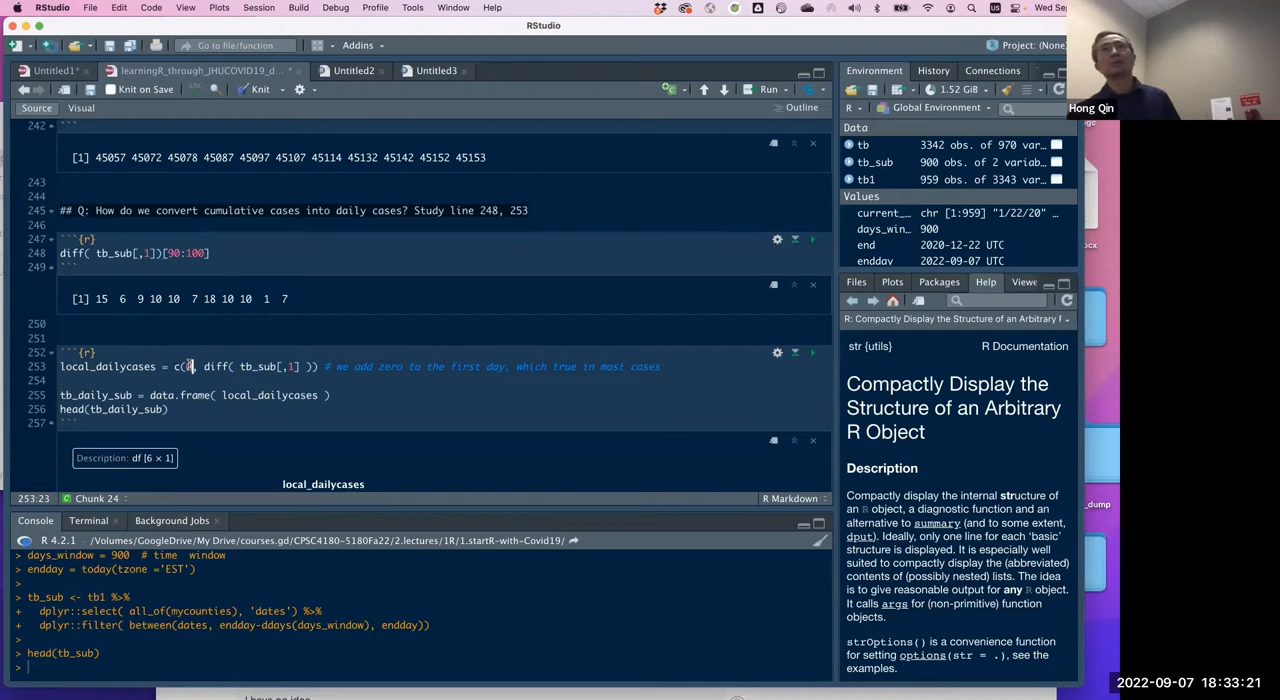 RStudio File Edit Code View Plots Session Build Debug Profile Tools Window Help US Wed Sep
RStudio
Go to file/function Addins Project: (None)
Untitled1* learningR_through_JHUCOVID19_d... Untitled2 Untitled3
Knit on Save ABC Knit Run
Source Visual Outline
242 ```
[1] 45057 45072 45078 45087 45097 45107 45114 45132 45142 45152 45153
243
244
245 ## Q: How do we convert cumulative cases into daily cases? Study line 248, 253
246
247 ```{r}
248 diff( tb_sub[,1])[90:100]
249 ```
[1] 15 6 9 10 10 7 18 10 10 1 7
250
251
252 ```{r}
253 local_dailycases = c(0, diff( tb_sub[,1] )) # we add zero to the first day, which true in most cases
254
255 tb_daily_sub = data.frame( local_dailycases )
256 head(tb_daily_sub)
257 ```
Description: df [6 × 1]
local_dailycases
253:23 Chunk 24 R Markdown
Console Terminal Background Jobs
R 4.2.1 · /Volumes/GoogleDrive/My Drive/courses.gd/CPSC4180-5180Fa22/2.lectures/1R/1.startR-with-Covid19/
> days_window = 900 # time window
> endday = today(tzone ='EST')
>
> tb_sub <- tb1 %>%
+ dplyr::select( all_of(mycounties), 'dates') %>%
+ dplyr::filter( between(dates, endday-ddays(days_window), endday))
>
> head(tb_sub)
>
Environment History Connections
1.52 GiB
R Global Environment
Data
tb 3342 obs. of 970 var...
tb_sub 900 obs. of 2 variab...
tb1 959 obs. of 3343 var...
Values
current_... chr [1:959] "1/22/20" ...
days_win... 900
end 2020-12-22 UTC
endday 2022-09-07 UTC
Files Plots Packages Help Viewe
R: Compactly Display the Structure of an Arbitrary F
str {utils} R Documentation
Compactly Display the
Structure of an Arbitrary
R Object
Description
Compactly display the internal structure of
an R object, a diagnostic function and an
alternative to summary (and to some extent,
dput). Ideally, only one line for each 'basic'
structure is displayed. It is especially well
suited to compactly display the (abbreviated)
contents of (possibly nested) lists. The idea
is to give reasonable output for any R object.
It calls args for (non-primitive) function
objects.
strOptions() is a convenience function
for setting options(str = .), see the
examples.
Hong Qin
_dump
I have no idea
2022-09-07 18:33:21